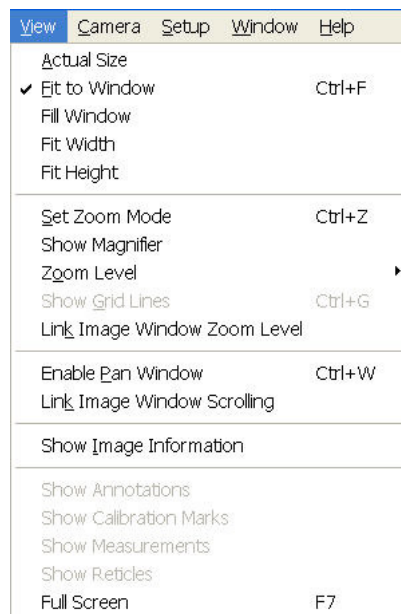 View Camera Setup Window Help
Actual Size
Fit to Window Ctrl+F
Fill Window
Fit Width
Fit Height
Set Zoom Mode Ctrl+Z
Show Magnifier
Zoom Level
Show Grid Lines Ctrl+G
Link Image Window Zoom Level
Enable Pan Window Ctrl+W
Link Image Window Scrolling
Show Image Information
Show Annotations
Show Calibration Marks
Show Measurements
Show Reticles
Full Screen F7